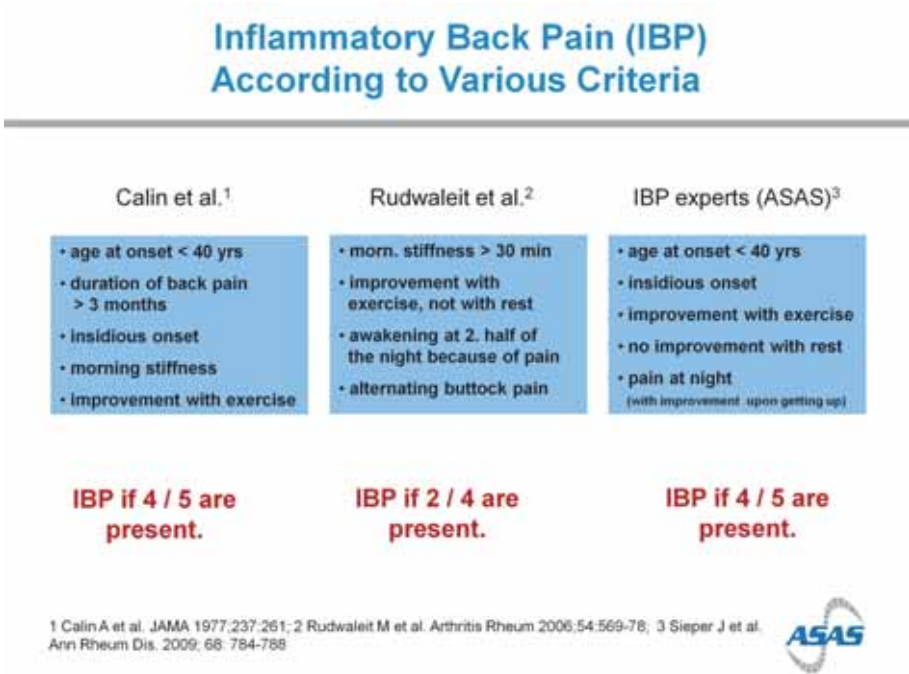 Inflammatory Back Pain (IBP)
According to Various Criteria
Calin et al.1
• age at onset < 40 yrs
• duration of back pain
> 3 months
• insidious onset
• morning stiffness
• improvement with exercise
IBP if 4 / 5 are
present.
Rudwaleit et al.2
• morn. stiffness > 30 min
• improvement with
exercise, not with rest
• awakening at 2. half of
the night because of pain
• alternating buttock pain
IBP if 2 / 4 are
present.
IBP experts (ASAS)3
• age at onset < 40 yrs
• insidious onset
• improvement with exercise
• no improvement with rest
• pain at night
(with improvement upon getting up)
IBP if 4 / 5 are
present.
1 Calin A et al. JAMA 1977;237:261; 2 Rudwaleit M et al. Arthritis Rheum 2006;54:569-78; 3 Sieper J et al.
Ann Rheum Dis. 2009; 68: 784-788
ASAS